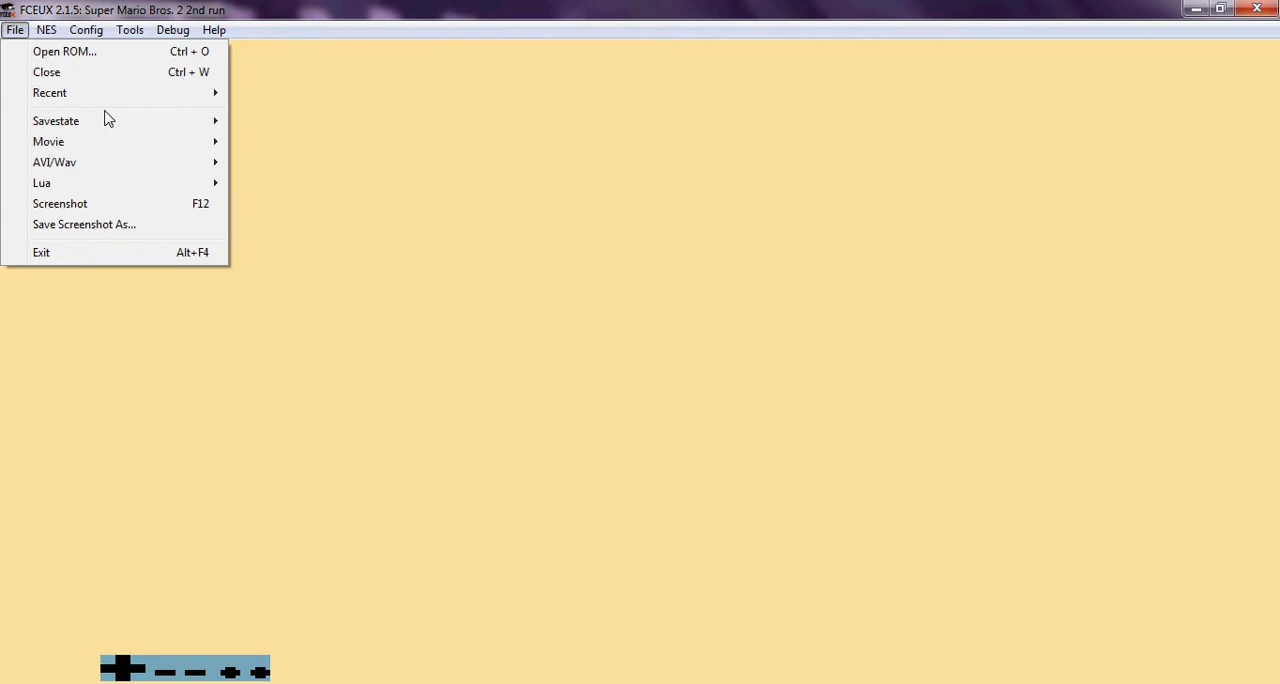 FCEUX 2.1.5: Super Mario Bros. 2 2nd run
File NES Config Tools Debug Help
Open ROM... Ctrl + O
Close Ctrl + W
Recent
Savestate
Movie
AVI/Wav
Lua
Screenshot F12
Save Screenshot As...
Exit Alt+F4